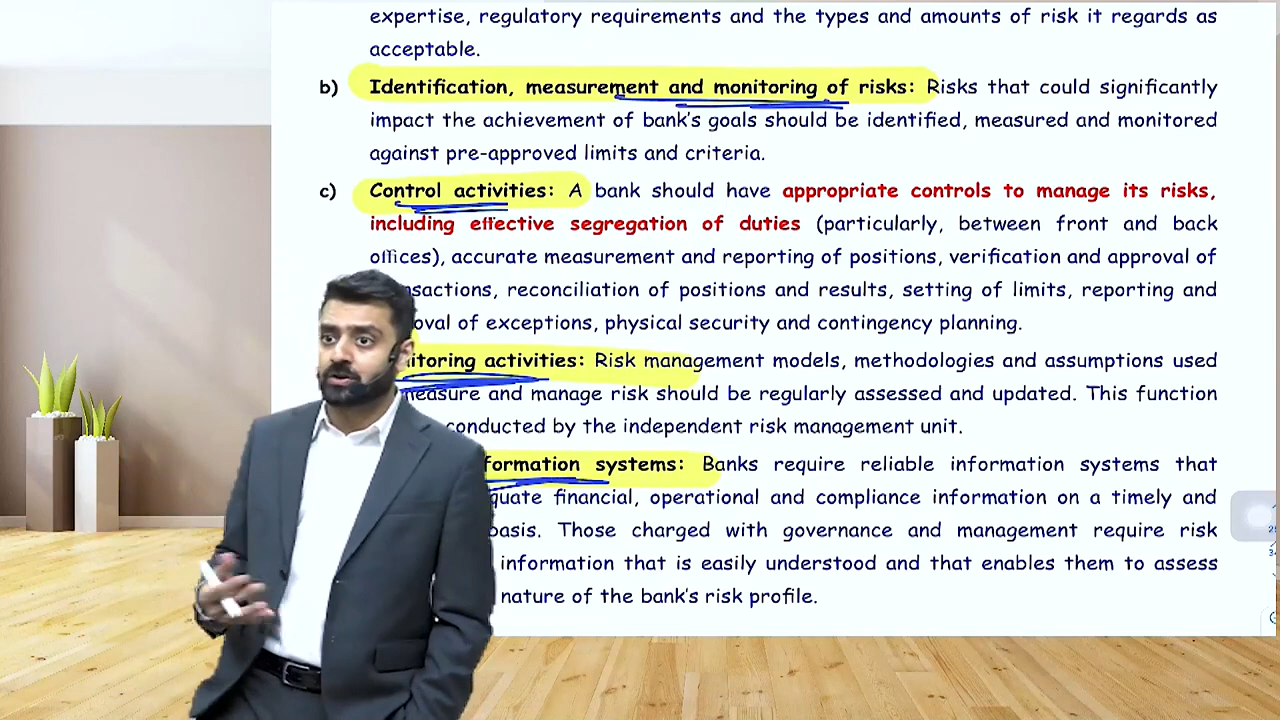 expertise, regulatory requirements and the types and amounts of risk it regards as
acceptable.
b) Identification, measurement and monitoring of risks: Risks that could significantly
impact the achievement of bank's goals should be identified, measured and monitored
against pre-approved limits and criteria.
c) Control activities: A bank should have appropriate controls to manage its risks,
including effective segregation of duties (particularly, between front and back
offices), accurate measurement and reporting of positions, verification and approval of
nsactions, reconciliation of positions and results, setting of limits, reporting and
oval of exceptions, physical security and contingency planning.
itoring activities: Risk management models, methodologies and assumptions used
measure and manage risk should be regularly assessed and updated. This function
conducted by the independent risk management unit.
formation systems: Banks require reliable information systems that
quate financial, operational and compliance information on a timely and
basis. Those charged with governance and management require risk
information that is easily understood and that enables them to assess
nature of the bank's risk profile.